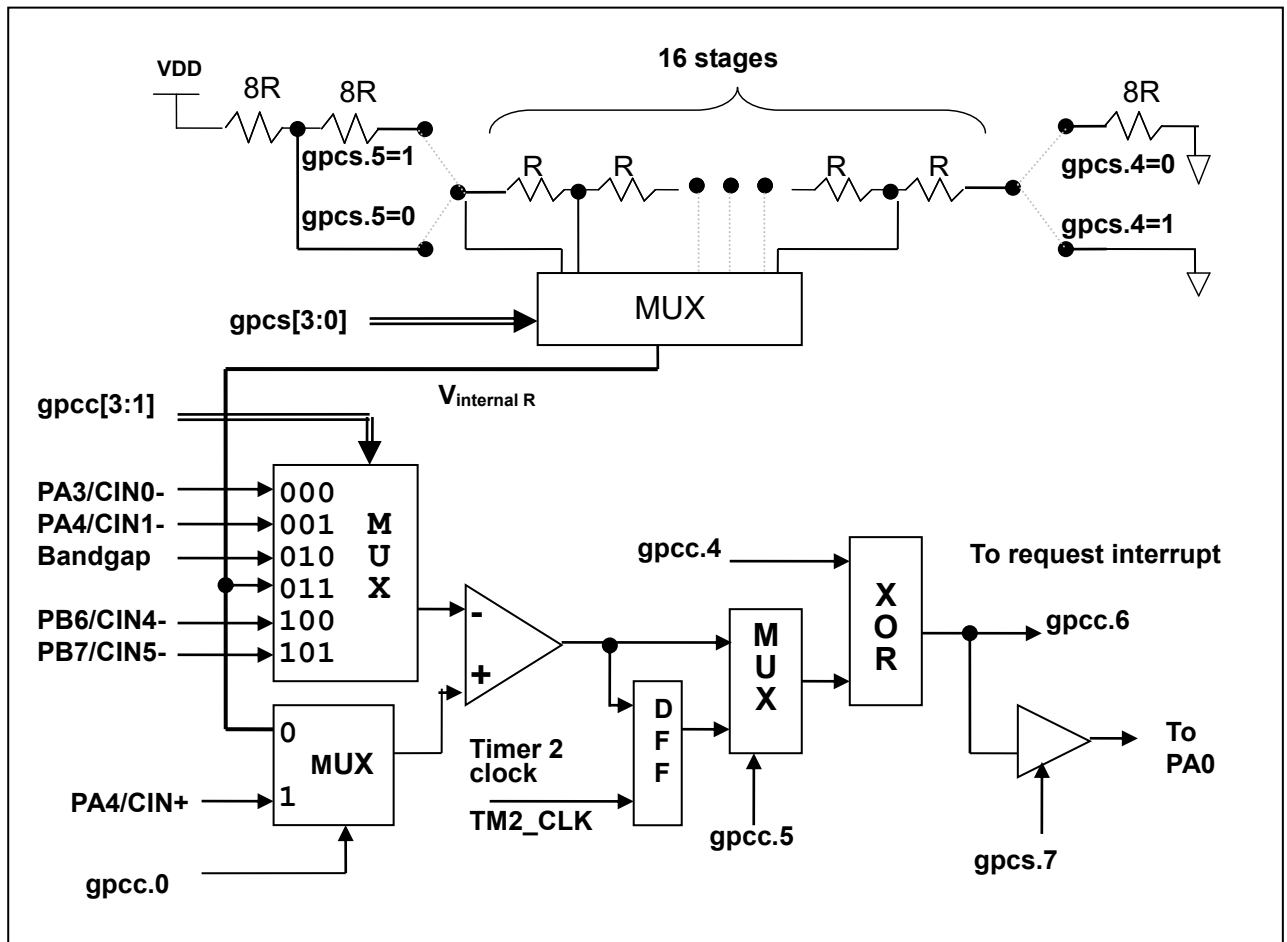 16 stages
VDD
8R
8R
8R
gpcs.5=1
gpcs.4=0
R
R
R
R
gpcs.5=0
gpcs.4=1
MUX
gpcs[3:0]
Vinternal R
gpcc[3:1]
PA3/CIN0-
000
PA4/CIN1-
001
Bandgap
010
011
PB6/CIN4-
100
PB7/CIN5-
101
M
U
X
-
+
gpcc.4
To request interrupt
X
O
R
gpcc.6
M
U
X
D
F
F
0
MUX
1
PA4/CIN+
gpcc.0
Timer 2
clock
TM2_CLK
gpcc.5
To
PA0
gpcs.7